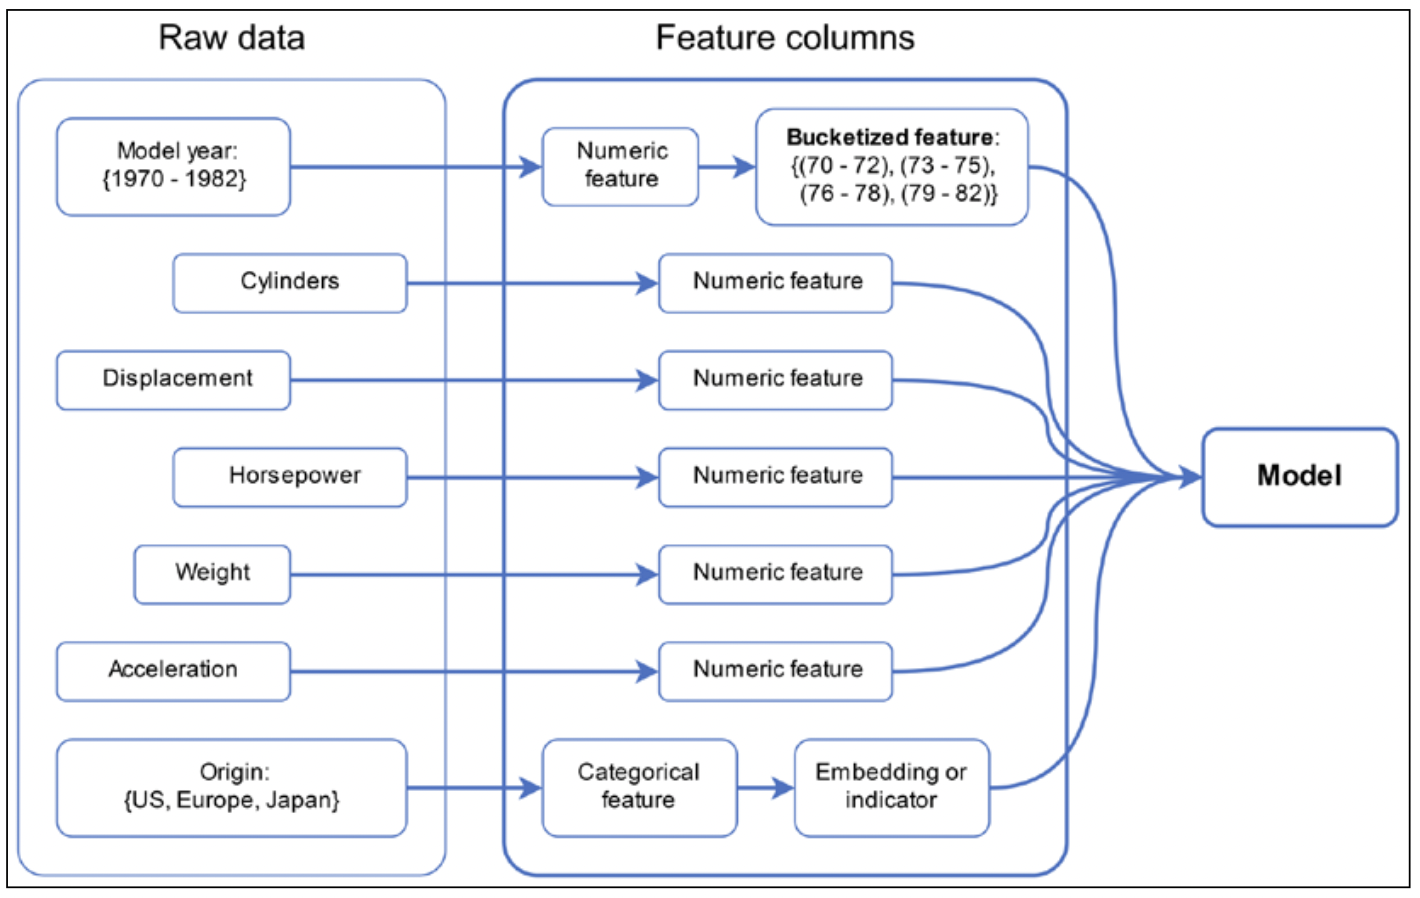 Raw data
Feature columns
Model year:
{1970 - 1982}
Numeric
feature
Bucketized feature:
{(70 - 72), (73 - 75),
(76 - 78), (79 - 82)}
Cylinders
Numeric feature
Displacement
Numeric feature
Horsepower
Numeric feature
Model
Weight
Numeric feature
Acceleration
Numeric feature
Origin:
{US, Europe, Japan}
Categorical
feature
Embedding or
indicator